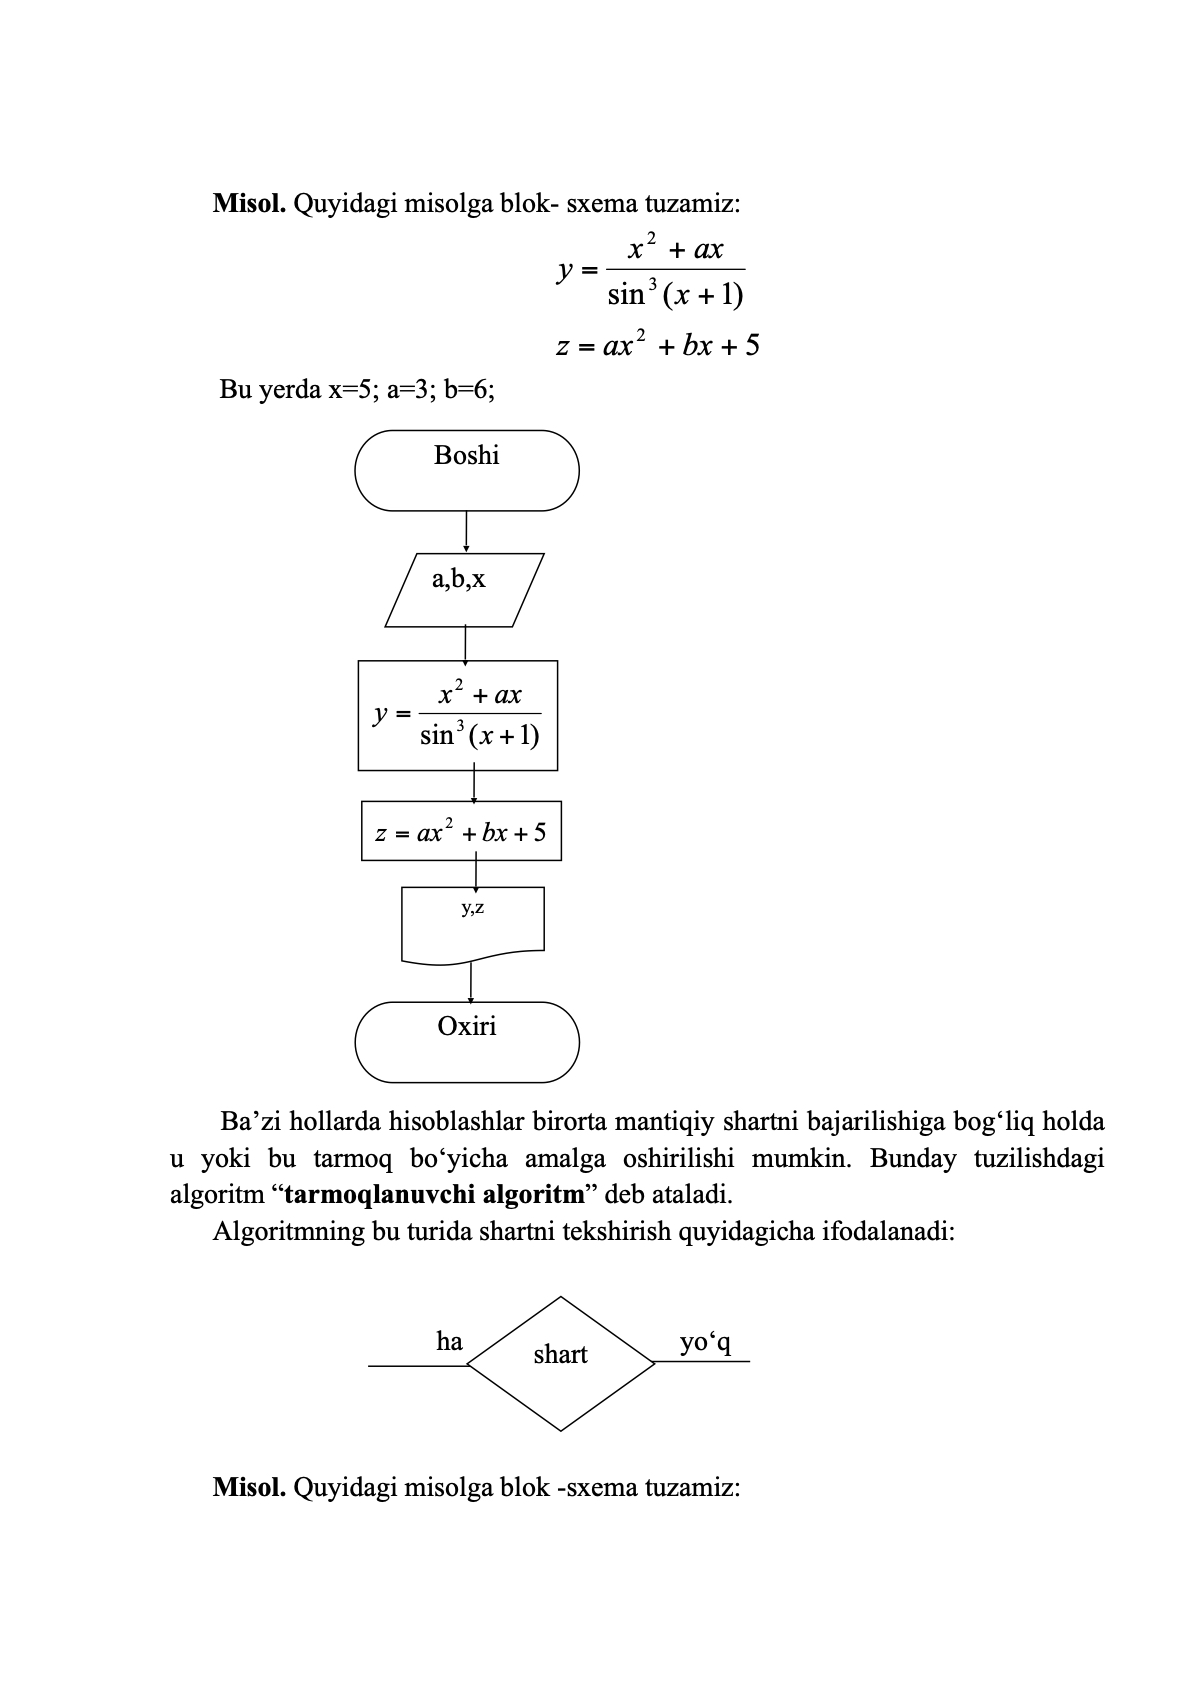 Misol. Quyidagi misolga blok- sxema tuzamiz:
y = \frac{x^2 + ax}{\sin^3(x + 1)}
z = ax^2 + bx + 5
Bu yerda x=5; a=3; b=6;
Boshi
a,b,x
y = \frac{x^2 + ax}{\sin^3(x + 1)}
z = ax^2 + bx + 5
y,z
Oxiri
Ba’zi hollarda hisoblashlar birorta mantiqiy shartni bajarilishiga bog‘liq holda
u yoki bu tarmoq bo‘yicha amalga oshirilishi mumkin. Bunday tuzilishdagi
algoritm “tarmoqlanuvchi algoritm” deb ataladi.
Algoritmning bu turida shartni tekshirish quyidagicha ifodalanadi:
ha
shart
yo‘q
Misol. Quyidagi misolga blok -sxema tuzamiz: